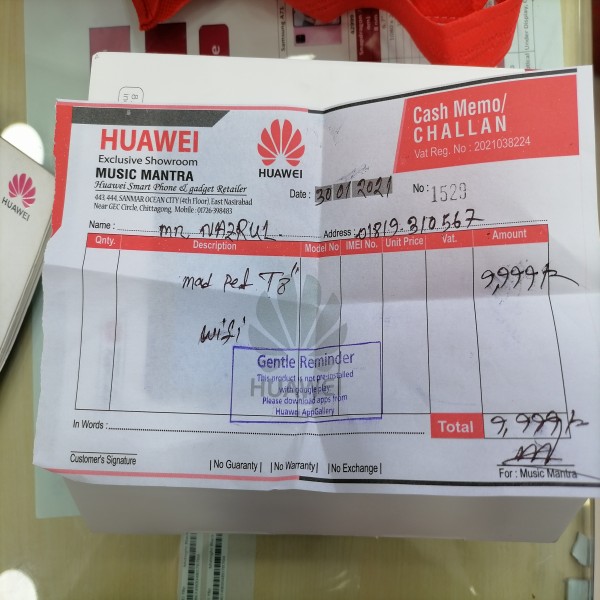 HUAWEI
Exclusive Showroom
MUSIC MANTRA
Huawei Smart Phone & gadget Retailer
443, 444, SANMAR OCEAN CITY (4th Floor), East Nasirabad
Near GEC Circle, Chittagong, Mobile : 01726-398483
HUAWEI
Cash Memo/
CHALLAN
Vat Reg. No : 2021038224
Date : 30 01 2021 No : 1529
Name : MR. NAZRUL. Address : 01819-310567
Qnty. Description Model No IMEI No. Unit Price Vat. Amount
mad Ped T8" 9,999/-
wifi
HUAWEI
Gentle Reminder
This product is not pre-installed
with google play
Please download apps from
Huawei AppGallery
In Words : Total 9,999/-
Customer's Signature | No Guaranty | No Warranty | No Exchange | For : Music Mantra
HUAWEI